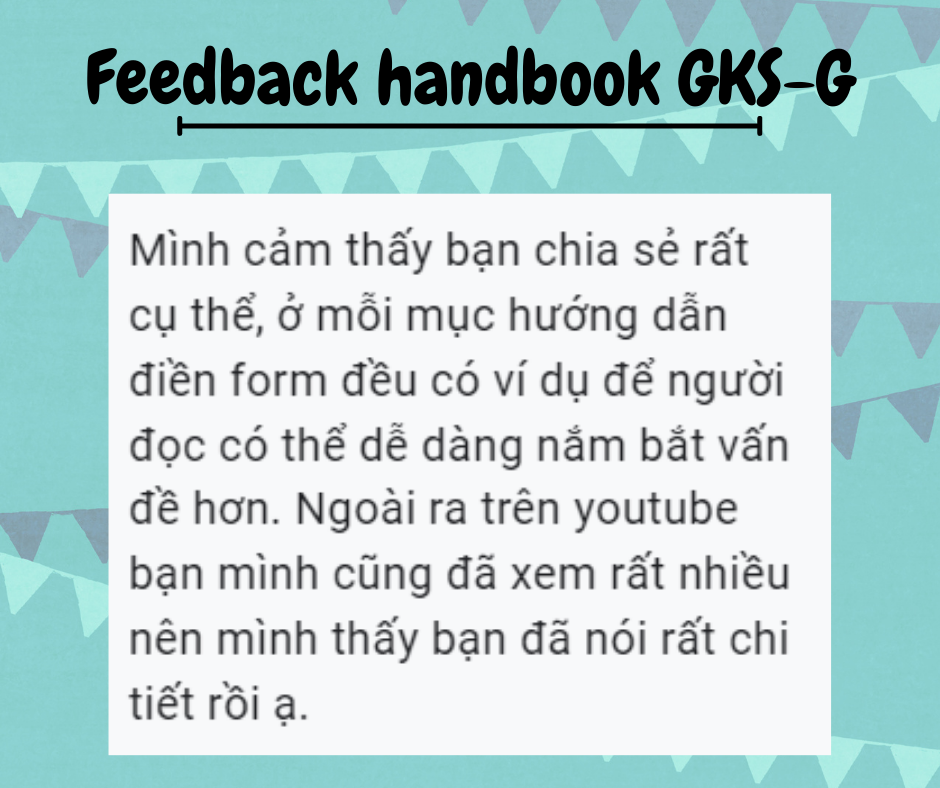 Feedback handbook GKS-G
Mình cảm thấy bạn chia sẻ rất
cụ thể, ở mỗi mục hướng dẫn
điền form đều có ví dụ để người
đọc có thể dễ dàng nắm bắt vấn
đề hơn. Ngoài ra trên youtube
bạn mình cũng đã xem rất nhiều
nên mình thấy bạn đã nói rất chi
tiết rồi ạ.